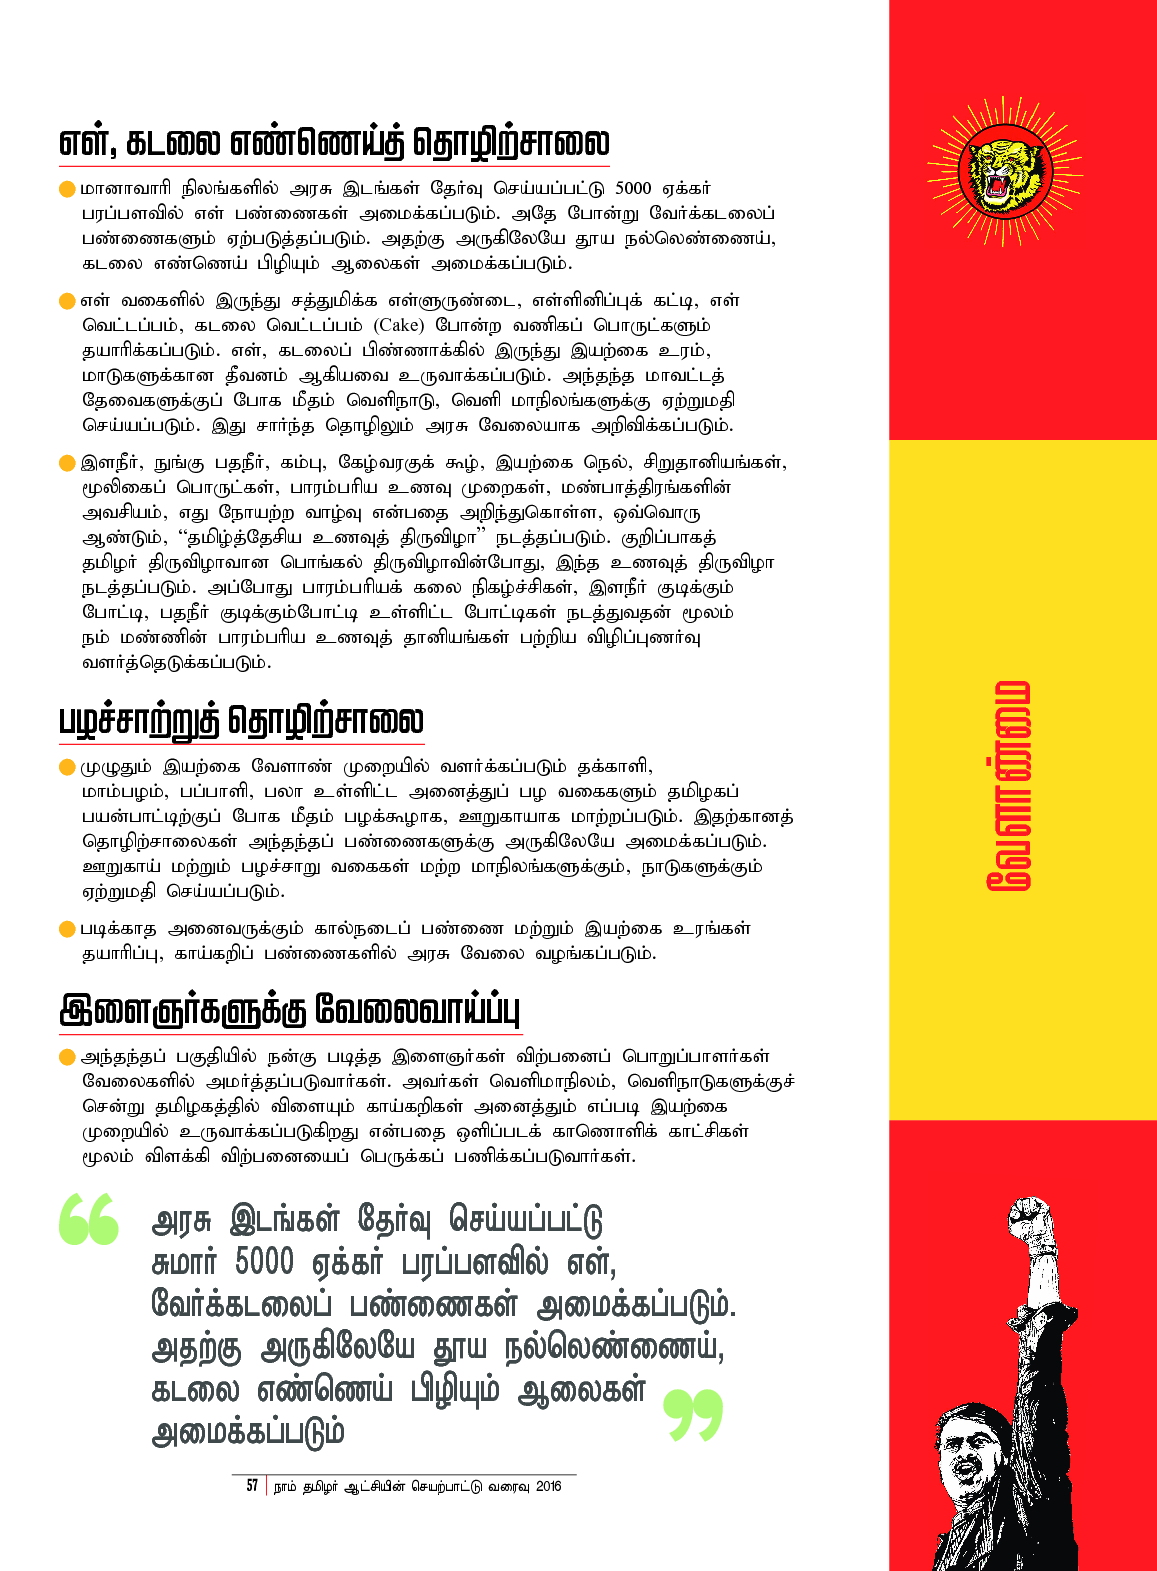 எள், கடலை எண்ணெய்த் தொழிற்சாலை
மானாவாரி நிலங்களில் அரசு இடங்கள் தேர்வு செய்யப்பட்டு 5000 ஏக்கர்
பரப்பளவில் எள் பண்ணைகள் அமைக்கப்படும். அதே போன்று வேர்க்கடலைப்
பண்ணைகளும் ஏற்படுத்தப்படும். அதற்கு அருகிலேயே தூய நல்லெண்ணைய்,
கடலை எண்ணெய் பிழியும் ஆலைகள் அமைக்கப்படும்.
எள் வகைளில் இருந்து சத்துமிக்க எள்ளுருண்டை, எள்ளினிப்புக் கட்டி, எள்
வெட்டப்பம், கடலை வெட்டப்பம் (Cake) போன்ற வணிகப் பொருட்களும்
தயாரிக்கப்படும். எள், கடலைப் பிண்ணாக்கில் இருந்து இயற்கை உரம்,
மாடுகளுக்கான தீவனம் ஆகியவை உருவாக்கப்படும். அந்தந்த மாவட்டத்
தேவைகளுக்குப் போக மீதம் வெளிநாடு, வெளி மாநிலங்களுக்கு ஏற்றுமதி
செய்யப்படும். இது சார்ந்த தொழிலும் அரசு வேலையாக அறிவிக்கப்படும்.
இளநீர், நுங்கு பதநீர், கம்பு, கேழ்வரகுக் கூழ், இயற்கை நெல், சிறுதானியங்கள்,
மூலிகைப் பொருட்கள், பாரம்பரிய உணவு முறைகள், மண்பாத்திரங்களின்
அவசியம், எது நோயற்ற வாழ்வு என்பதை அறிந்துகொள்ள, ஒவ்வொரு
ஆண்டும், “தமிழ்த்தேசிய உணவுத் திருவிழா” நடத்தப்படும். குறிப்பாகத்
தமிழர் திருவிழாவான பொங்கல் திருவிழாவின்போது, இந்த உணவுத் திருவிழா
நடத்தப்படும். அப்போது பாரம்பரியக் கலை நிகழ்ச்சிகள், இளநீர் குடிக்கும்
போட்டி, பதநீர் குடிக்கும்போட்டி உள்ளிட்ட போட்டிகள் நடத்துவதன் மூலம்
நம் மண்ணின் பாரம்பரிய உணவுத் தானியங்கள் பற்றிய விழிப்புணர்வு
வளர்த்தெடுக்கப்படும்.
பழச்சாற்றுத் தொழிற்சாலை
முழுதும் இயற்கை வேளாண் முறையில் வளர்க்கப்படும் தக்காளி,
மாம்பழம், பப்பாளி, பலா உள்ளிட்ட அனைத்துப் பழ வகைகளும் தமிழகப்
பயன்பாட்டிற்குப் போக மீதம் பழக்கூழாக, ஊறுகாயாக மாற்றப்படும். இதற்கானத்
தொழிற்சாலைகள் அந்தந்தப் பண்ணைகளுக்கு அருகிலேயே அமைக்கப்படும்.
ஊறுகாய் மற்றும் பழச்சாறு வகைகள் மற்ற மாநிலங்களுக்கும், நாடுகளுக்கும்
ஏற்றுமதி செய்யப்படும்.
படிக்காத அனைவருக்கும் கால்நடைப் பண்ணை மற்றும் இயற்கை உரங்கள்
தயாரிப்பு, காய்கறிப் பண்ணைகளில் அரசு வேலை வழங்கப்படும்.
இளைஞர்களுக்கு வேலைவாய்ப்பு
அந்தந்தப் பகுதியில் நன்கு படித்த இளைஞர்கள் விற்பனைப் பொறுப்பாளர்கள்
வேலைகளில் அமர்த்தப்படுவார்கள். அவர்கள் வெளிமாநிலம், வெளிநாடுகளுக்குச்
சென்று தமிழகத்தில் விளையும் காய்கறிகள் அனைத்தும் எப்படி இயற்கை
முறையில் உருவாக்கப்படுகிறது என்பதை ஒளிப்படக் காணொளிக் காட்சிகள்
மூலம் விளக்கி விற்பனையைப் பெருக்கப் பணிக்கப்படுவார்கள்.
“அரசு இடங்கள் தேர்வு செய்யப்பட்டு
சுமார் 5000 ஏக்கர் பரப்பளவில் எள்,
வேர்க்கடலைப் பண்ணைகள் அமைக்கப்படும்.
அதற்கு அருகிலேயே தூய நல்லெண்ணைய்,
கடலை எண்ணெய் பிழியும் ஆலைகள்
அமைக்கப்படும்”
57 நாம் தமிழர் ஆட்சியின் செயற்பாட்டு வரைவு 2016
வேளாண்மை